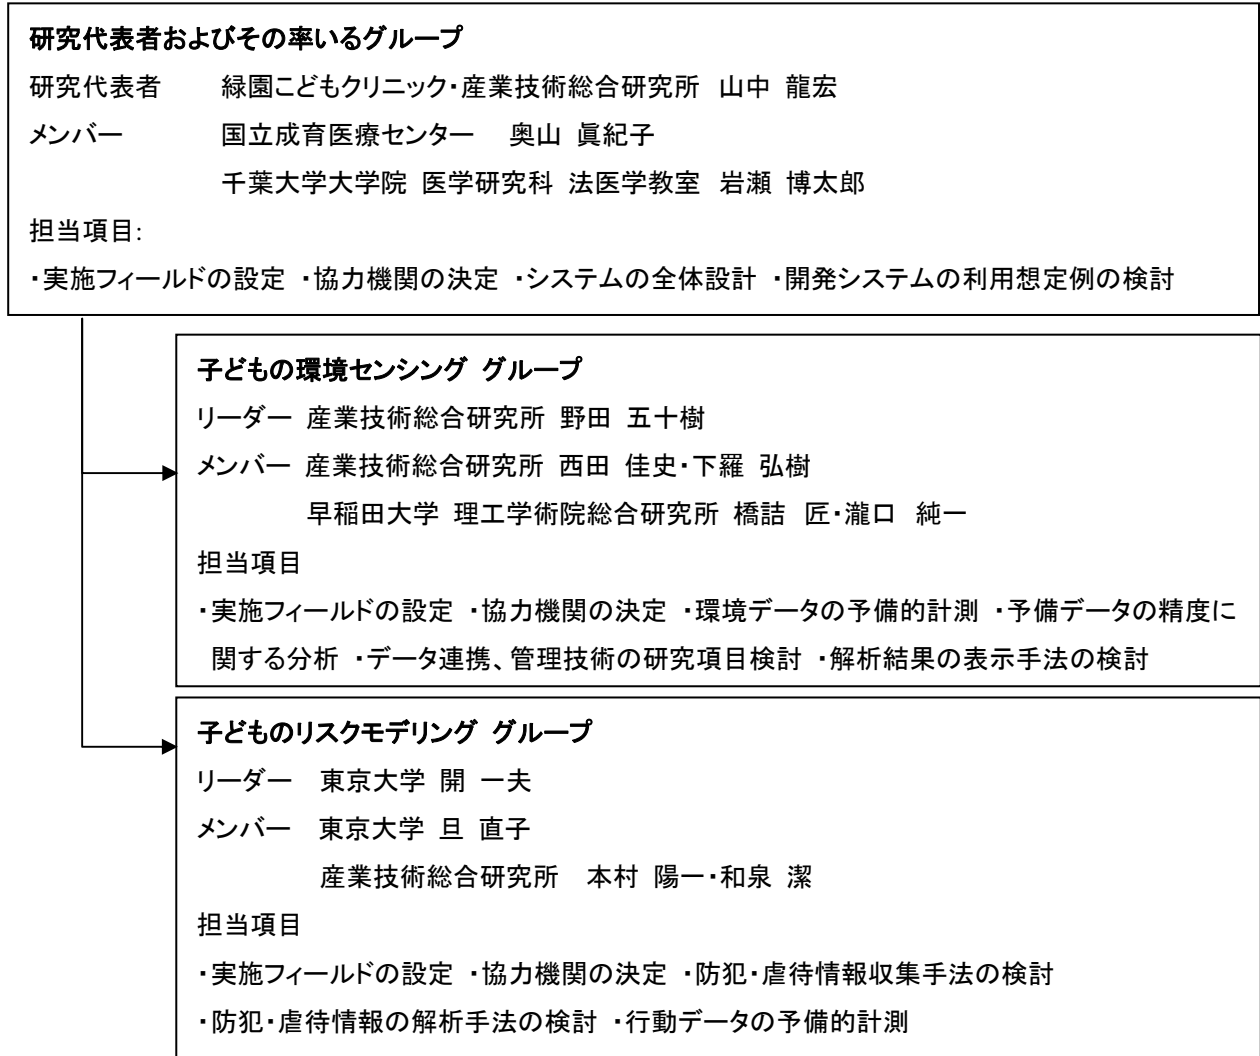 研究代表者およびその率いるグループ
研究代表者　緑園こどもクリニック・産業技術総合研究所　山中 龍宏
メンバー　国立成育医療センター　奥山 眞紀子
千葉大学大学院 医学研究科 法医学教室 岩瀬 博太郎
担当項目:
・実施フィールドの設定 ・協力機関の決定 ・システムの全体設計 ・開発システムの利用想定例の検討
子どもの環境センシング グループ
リーダー 産業技術総合研究所 野田 五十樹
メンバー 産業技術総合研究所 西田 佳史・下羅 弘樹
早稲田大学 理工学術院総合研究所 橋詰 匠・瀧口 純一
担当項目
・実施フィールドの設定 ・協力機関の決定 ・環境データの予備的計測 ・予備データの精度に
関する分析 ・データ連携、管理技術の研究項目検討 ・解析結果の表示手法の検討
子どものリスクモデリング グループ
リーダー　東京大学 開 一夫
メンバー　東京大学 旦 直子
産業技術総合研究所　本村 陽一・和泉 潔
担当項目
・実施フィールドの設定 ・協力機関の決定 ・防犯・虐待情報収集手法の検討
・防犯・虐待情報の解析手法の検討 ・行動データの予備的計測